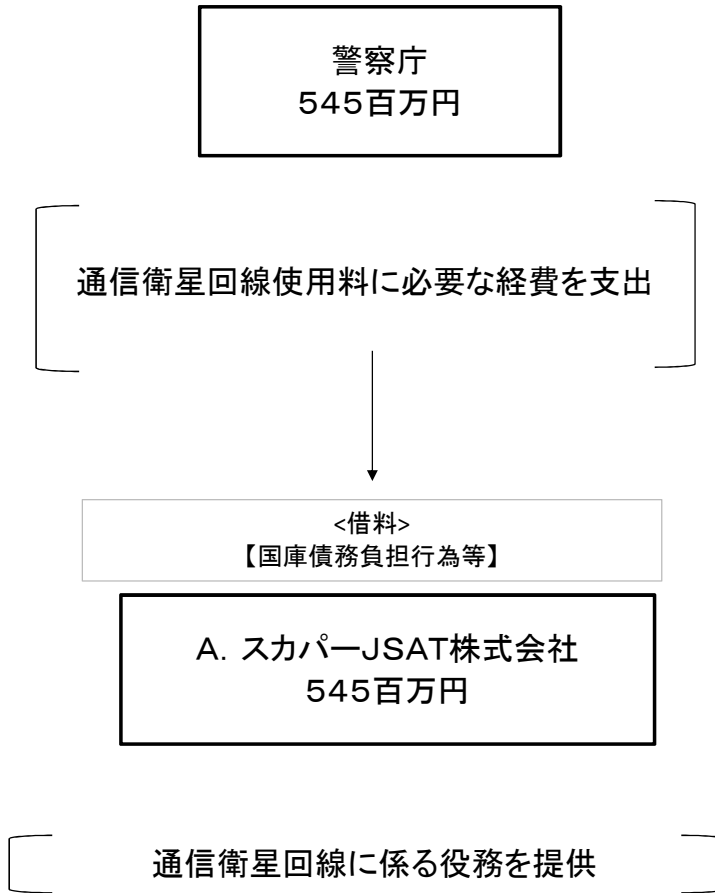 警察庁
545百万円
通信衛星回線使用料に必要な経費を支出
<借料>
【国庫債務負担行為等】
A. スカパーJSAT株式会社
545百万円
通信衛星回線に係る役務を提供